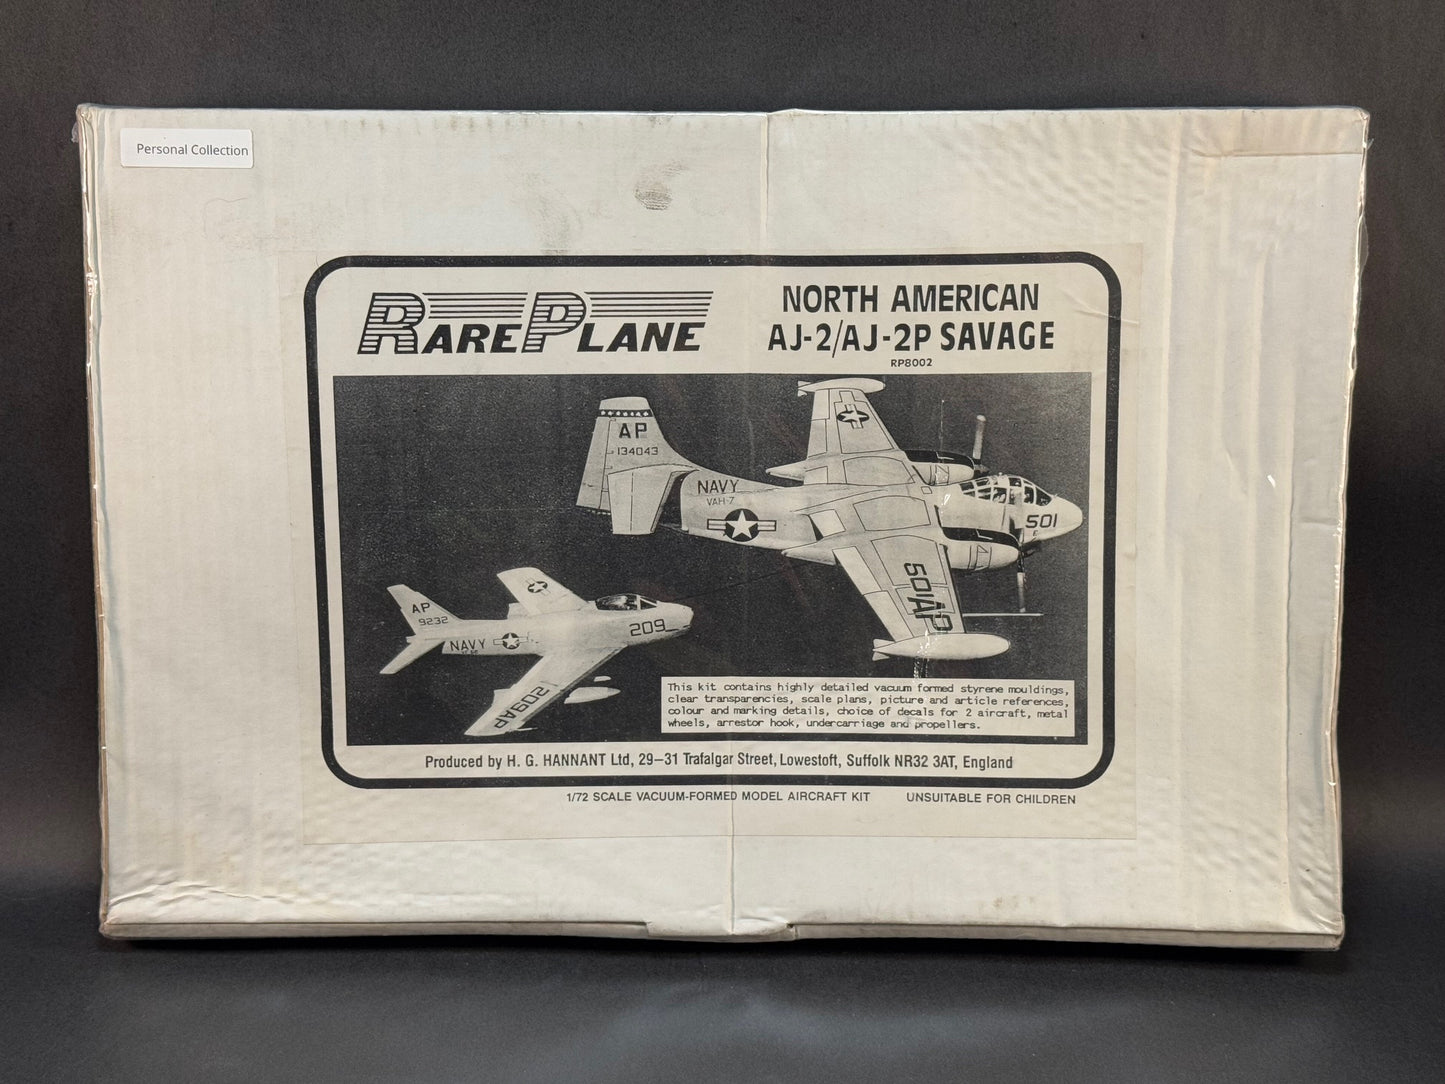 Personal Collection
RARE PLANE
NORTH AMERICAN
AJ-2/AJ-2P SAVAGE
RP8002
AP
134043
NAVY
VAH-7
501
501AP
AP
9232
NAVY
209
209AP
This kit contains highly detailed vacuum formed styrene mouldings,
clear transparencies, scale plans, picture and article references,
colour and marking details, choice of decals for 2 aircraft, metal
wheels, arrestor hook, undercarriage and propellers.
Produced by H. G. HANNANT Ltd, 29–31 Trafalgar Street, Lowestoft, Suffolk NR32 3AT, England
1/72 SCALE VACUUM-FORMED MODEL AIRCRAFT KIT UNSUITABLE FOR CHILDREN